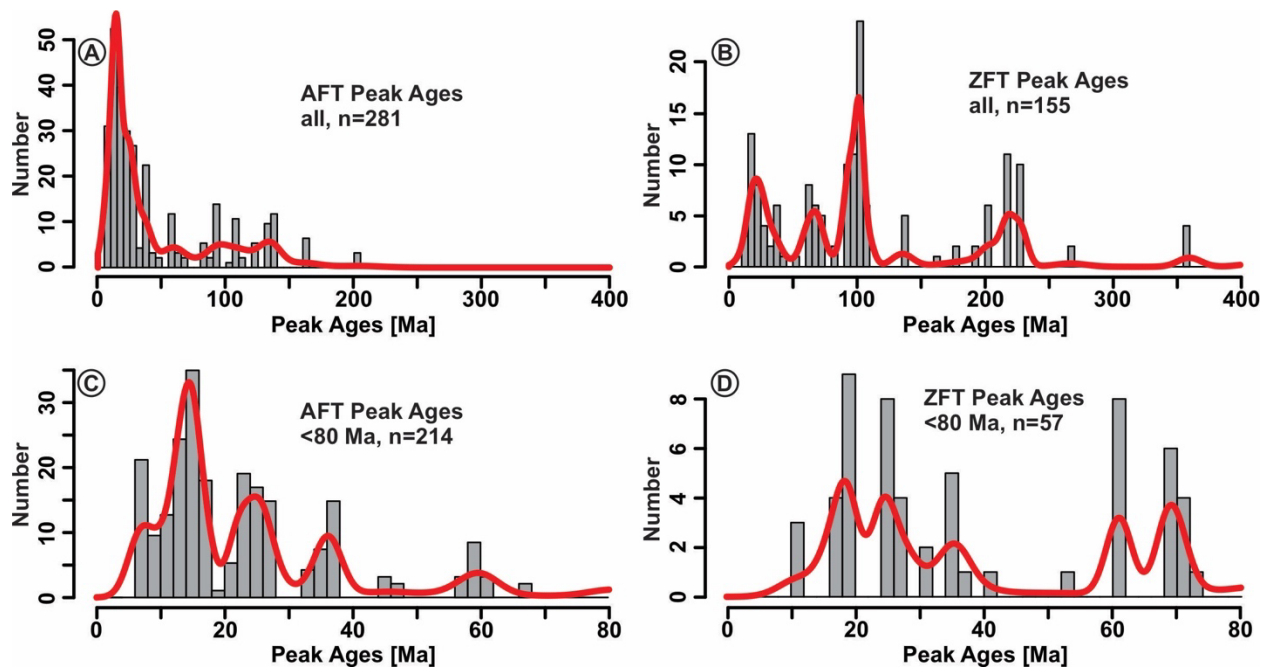 A
AFT Peak Ages
all, n=281
Number
0
10
20
30
40
50
0
100
200
300
400
Peak Ages [Ma]
B
ZFT Peak Ages
all, n=155
Number
0
5
10
15
20
0
100
200
300
400
Peak Ages [Ma]
C
AFT Peak Ages
<80 Ma, n=214
Number
0
10
20
30
0
20
40
60
80
Peak Ages [Ma]
D
ZFT Peak Ages
<80 Ma, n=57
Number
0
2
4
6
8
0
20
40
60
80
Peak Ages [Ma]